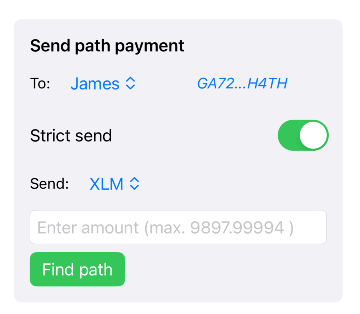 Send path payment
To: James GA72...H4TH
Strict send
Send: XLM
Enter amount (max. 9897.99994 )
Find path